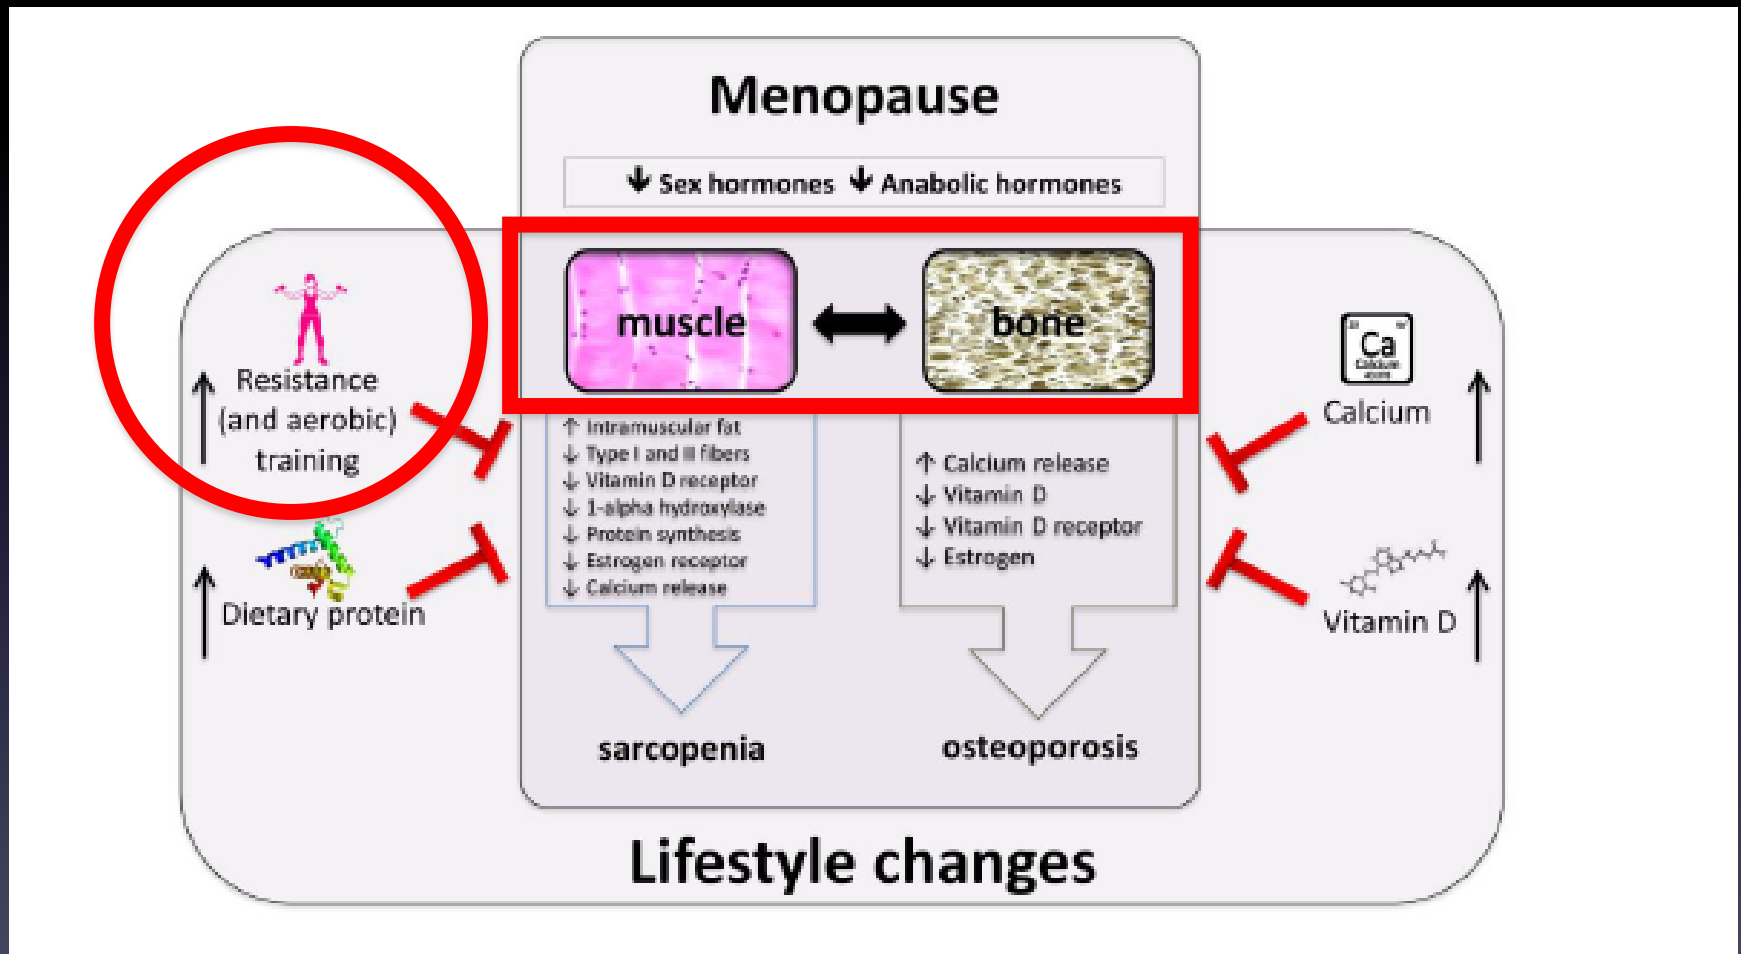 Menopause
↓ Sex hormones ↓ Anabolic hormones
muscle
bone
Resistance
(and aerobic)
training
Dietary protein
↑ Intramuscular fat
↓ Type I and II fibers
↓ Vitamin D receptor
↓ 1-alpha hydroxylase
↓ Protein synthesis
↓ Estrogen receptor
↓ Calcium release
↑ Calcium release
↓ Vitamin D
↓ Vitamin D receptor
↓ Estrogen
Ca
Calcium
Calcium
Vitamin D
sarcopenia
osteoporosis
Lifestyle changes